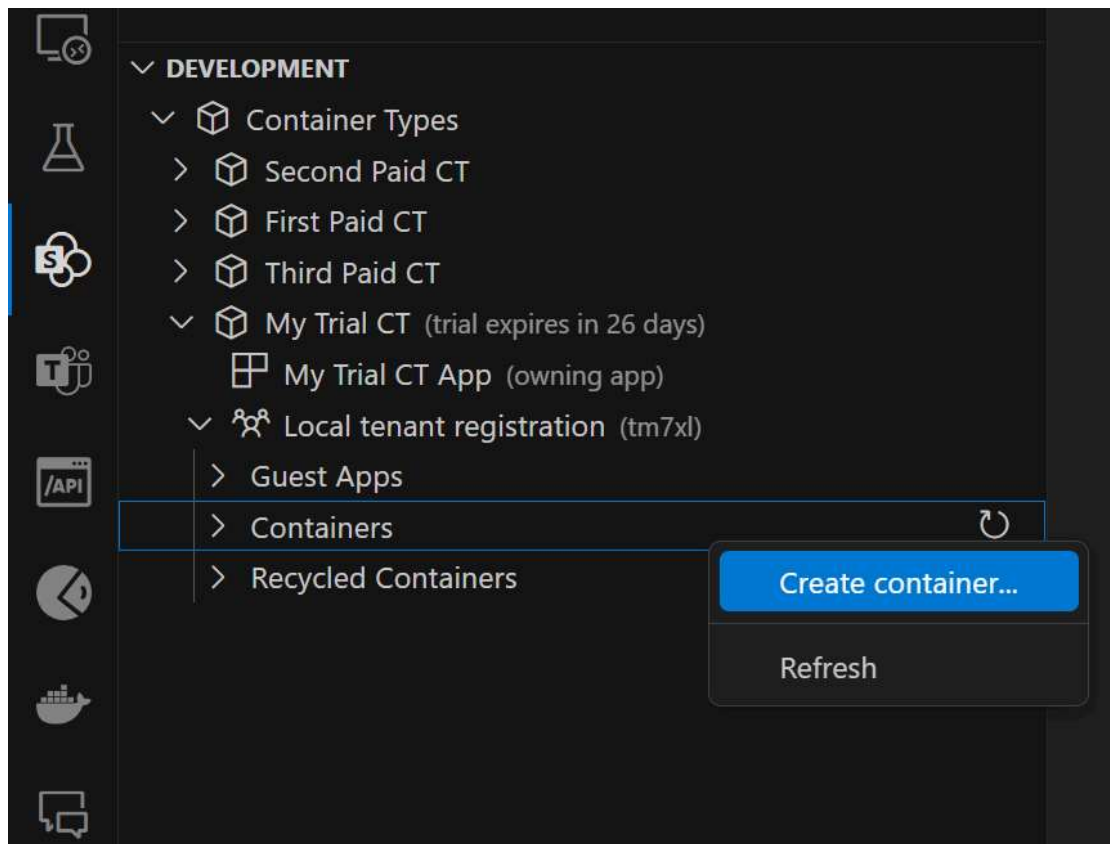 DEVELOPMENT
Container Types
Second Paid CT
First Paid CT
Third Paid CT
My Trial CT (trial expires in 26 days)
My Trial CT App (owning app)
Local tenant registration (tm7xl)
Guest Apps
Containers
Recycled Containers
Create container...
Refresh
S
T
/API